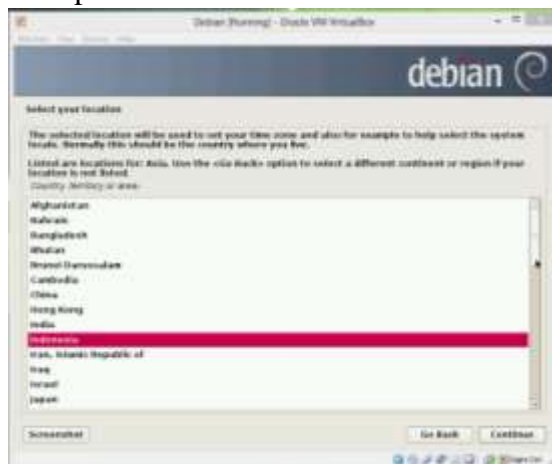 Debian [Running] - Oracle VM VirtualBox
debian
Select your location
The selected location will be used to set your time zone and also for example to help select the system
locale. Normally this should be the country where you live.
Listed are locations for: Asia. Use the <Go Back> option to select a different continent or region if your
location is not listed.
Country, territory or area:
Afghanistan
Bahrain
Bangladesh
Bhutan
Brunei Darussalam
Cambodia
China
Hong Kong
India
Indonesia
Iran, Islamic Republic of
Iraq
Israel
Japan
Screenshot
Go Back
Continue